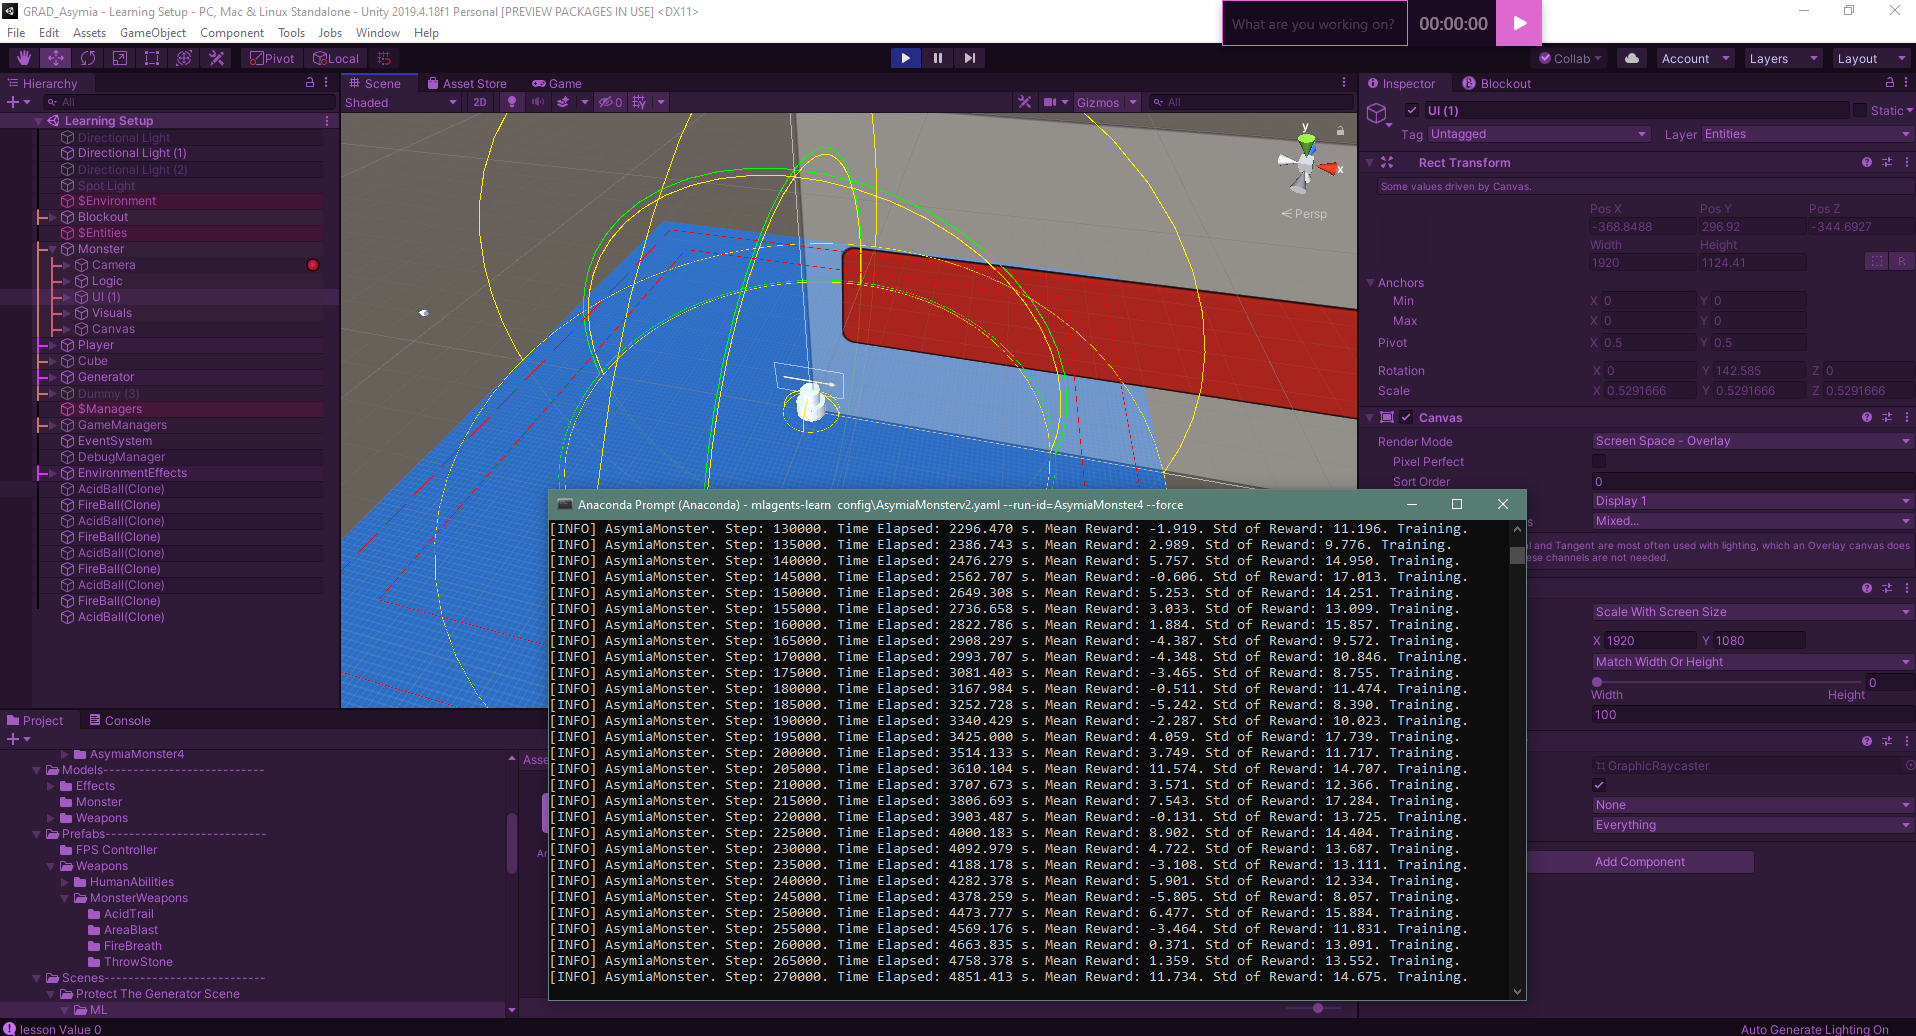 GRAD_Asymia - Learning Setup - PC, Mac & Linux Standalone - Unity 2019.4.18f1 Personal [PREVIEW PACKAGES IN USE] <DX11>
What are you working on?
00:00:00
File Edit Assets GameObject Component Tools Jobs Window Help
Pivot Local
Collab Account Layers Layout
Hierarchy
All
Learning Setup
Directional Light
Directional Light (1)
Directional Light (2)
Spot Light
$Environment
Blockout
$Entities
Monster
Camera
Logic
UI (1)
Visuals
Canvas
Player
Cube
Generator
Dummy (3)
$Managers
GameManagers
EventSystem
DebugManager
EnvironmentEffects
AcidBall(Clone)
FireBall(Clone)
AcidBall(Clone)
FireBall(Clone)
AcidBall(Clone)
FireBall(Clone)
AcidBall(Clone)
FireBall(Clone)
AcidBall(Clone)
Scene Asset Store Game
Shaded 2D 0 Gizmos All
y
x
Persp
Inspector Blockout
UI (1) Static
Tag Untagged Layer Entities
Rect Transform
Some values driven by Canvas.
Pos X Pos Y Pos Z
-368.8488 296.92 -344.6927
Width Height
1920 1124.41
R
Anchors
Min X 0 Y 0
Max X 0 Y 0
Pivot X 0.5 Y 0.5
Rotation X 0 Y 142.585 Z 0
Scale X 0.5291666 Y 0.5291666 Z 0.5291666
Canvas
Render Mode Screen Space - Overlay
Pixel Perfect
Sort Order 0
Display 1
s Mixed...
al and Tangent are most often used with lighting, which an Overlay canvas does
ese channels are not needed.
Scale With Screen Size
X 1920 Y 1080
Match Width Or Height
0
Width Height
100
GraphicRaycaster
None
Everything
Add Component
Anaconda Prompt (Anaconda) - mlagents-learn config\AsymiaMonsterv2.yaml --run-id=AsymiaMonster4 --force
[INFO] AsymiaMonster. Step: 130000. Time Elapsed: 2296.470 s. Mean Reward: -1.919. Std of Reward: 11.196. Training.
[INFO] AsymiaMonster. Step: 135000. Time Elapsed: 2386.743 s. Mean Reward: 2.989. Std of Reward: 9.776. Training.
[INFO] AsymiaMonster. Step: 140000. Time Elapsed: 2476.279 s. Mean Reward: 5.757. Std of Reward: 14.950. Training.
[INFO] AsymiaMonster. Step: 145000. Time Elapsed: 2562.707 s. Mean Reward: -0.606. Std of Reward: 17.013. Training.
[INFO] AsymiaMonster. Step: 150000. Time Elapsed: 2649.308 s. Mean Reward: 5.253. Std of Reward: 14.251. Training.
[INFO] AsymiaMonster. Step: 155000. Time Elapsed: 2736.658 s. Mean Reward: 3.033. Std of Reward: 13.099. Training.
[INFO] AsymiaMonster. Step: 160000. Time Elapsed: 2822.786 s. Mean Reward: 1.884. Std of Reward: 15.857. Training.
[INFO] AsymiaMonster. Step: 165000. Time Elapsed: 2908.297 s. Mean Reward: -4.387. Std of Reward: 9.572. Training.
[INFO] AsymiaMonster. Step: 170000. Time Elapsed: 2993.707 s. Mean Reward: -4.348. Std of Reward: 10.846. Training.
[INFO] AsymiaMonster. Step: 175000. Time Elapsed: 3081.403 s. Mean Reward: -3.465. Std of Reward: 8.755. Training.
[INFO] AsymiaMonster. Step: 180000. Time Elapsed: 3167.984 s. Mean Reward: -0.511. Std of Reward: 11.474. Training.
[INFO] AsymiaMonster. Step: 185000. Time Elapsed: 3252.728 s. Mean Reward: -5.242. Std of Reward: 8.390. Training.
[INFO] AsymiaMonster. Step: 190000. Time Elapsed: 3340.429 s. Mean Reward: -2.287. Std of Reward: 10.023. Training.
[INFO] AsymiaMonster. Step: 195000. Time Elapsed: 3425.000 s. Mean Reward: 4.059. Std of Reward: 17.739. Training.
[INFO] AsymiaMonster. Step: 200000. Time Elapsed: 3514.133 s. Mean Reward: 3.749. Std of Reward: 11.717. Training.
[INFO] AsymiaMonster. Step: 205000. Time Elapsed: 3610.104 s. Mean Reward: 11.574. Std of Reward: 14.707. Training.
[INFO] AsymiaMonster. Step: 210000. Time Elapsed: 3707.673 s. Mean Reward: 3.571. Std of Reward: 12.366. Training.
[INFO] AsymiaMonster. Step: 215000. Time Elapsed: 3806.693 s. Mean Reward: 7.543. Std of Reward: 17.284. Training.
[INFO] AsymiaMonster. Step: 220000. Time Elapsed: 3903.487 s. Mean Reward: -0.131. Std of Reward: 13.725. Training.
[INFO] AsymiaMonster. Step: 225000. Time Elapsed: 4000.183 s. Mean Reward: 8.902. Std of Reward: 14.404. Training.
[INFO] AsymiaMonster. Step: 230000. Time Elapsed: 4092.979 s. Mean Reward: 4.722. Std of Reward: 13.687. Training.
[INFO] AsymiaMonster. Step: 235000. Time Elapsed: 4188.178 s. Mean Reward: -3.108. Std of Reward: 13.111. Training.
[INFO] AsymiaMonster. Step: 240000. Time Elapsed: 4282.378 s. Mean Reward: 5.901. Std of Reward: 12.334. Training.
[INFO] AsymiaMonster. Step: 245000. Time Elapsed: 4378.259 s. Mean Reward: -5.805. Std of Reward: 8.057. Training.
[INFO] AsymiaMonster. Step: 250000. Time Elapsed: 4473.777 s. Mean Reward: 6.477. Std of Reward: 15.884. Training.
[INFO] AsymiaMonster. Step: 255000. Time Elapsed: 4569.176 s. Mean Reward: -3.464. Std of Reward: 11.831. Training.
[INFO] AsymiaMonster. Step: 260000. Time Elapsed: 4663.835 s. Mean Reward: 0.371. Std of Reward: 13.091. Training.
[INFO] AsymiaMonster. Step: 265000. Time Elapsed: 4758.378 s. Mean Reward: 1.359. Std of Reward: 13.552. Training.
[INFO] AsymiaMonster. Step: 270000. Time Elapsed: 4851.413 s. Mean Reward: 11.734. Std of Reward: 14.675. Training.
Project Console
AsymiaMonster4
Models--------------------------
Effects
Monster
Weapons
Prefabs--------------------------
FPS Controller
Weapons
HumanAbilities
MonsterWeapons
AcidTrail
AreaBlast
FireBreath
ThrowStone
Scenes--------------------------
Protect The Generator Scene
ML
Asse
Ar
lesson Value 0
Auto Generate Lighting On